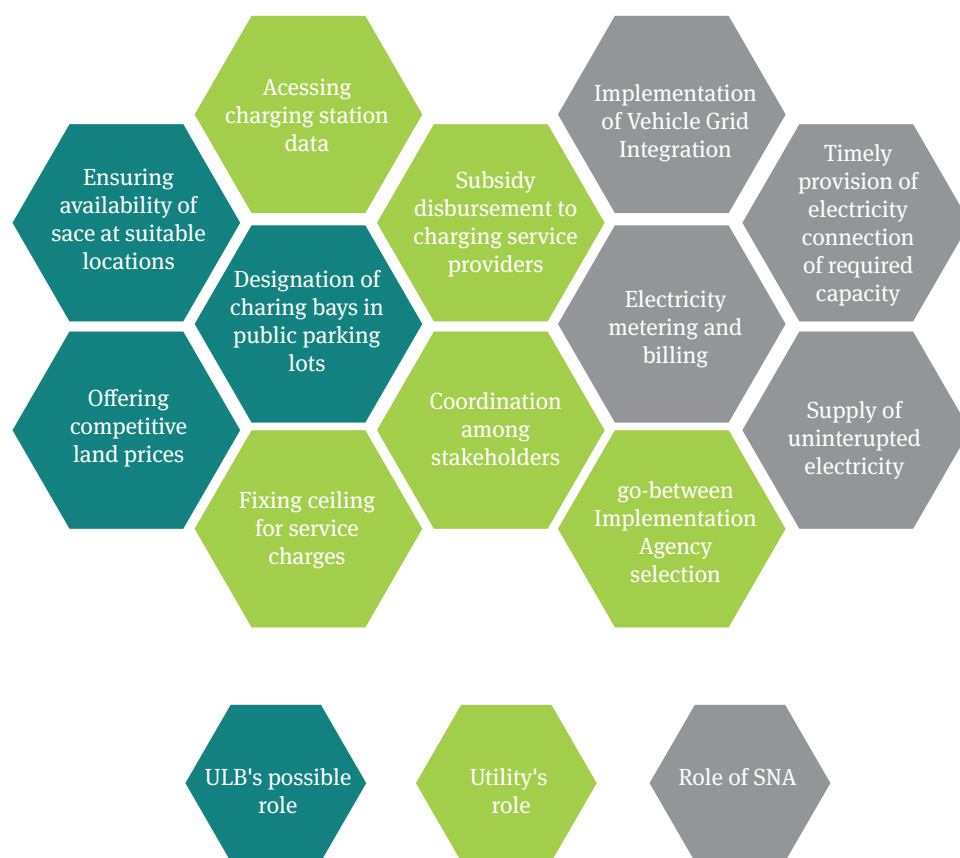 Acessing
charging station
data
Implementation
of Vehicle Grid
Integration
Ensuring
availability of
sace at suitable
locations
Subsidy
disbursement to
charging service
providers
Timely
provision of
electricity
connection
of required
capacity
Designation of
charing bays in
public parking
lots
Electricity
metering and
billing
Offering
competitive
land prices
Coordination
among
stakeholders
Supply of
uninterupted
electricity
Fixing ceiling
for service
charges
go-between
Implementation
Agency
selection
ULB's possible
role
Utility's
role
Role of SNA